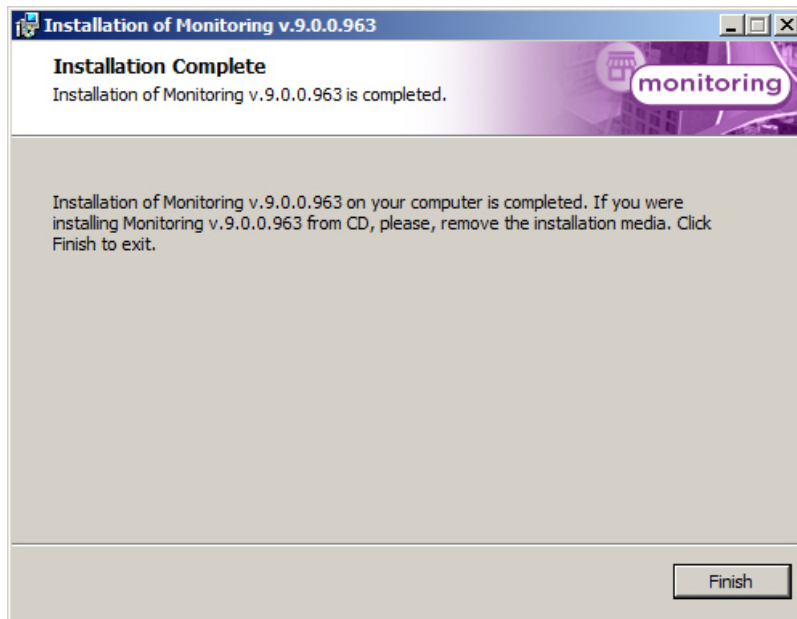 Installation of Monitoring v.9.0.0.963
Installation Complete
Installation of Monitoring v.9.0.0.963 is completed.
monitoring
Installation of Monitoring v.9.0.0.963 on your computer is completed. If you were
installing Monitoring v.9.0.0.963 from CD, please, remove the installation media. Click
Finish to exit.
Finish